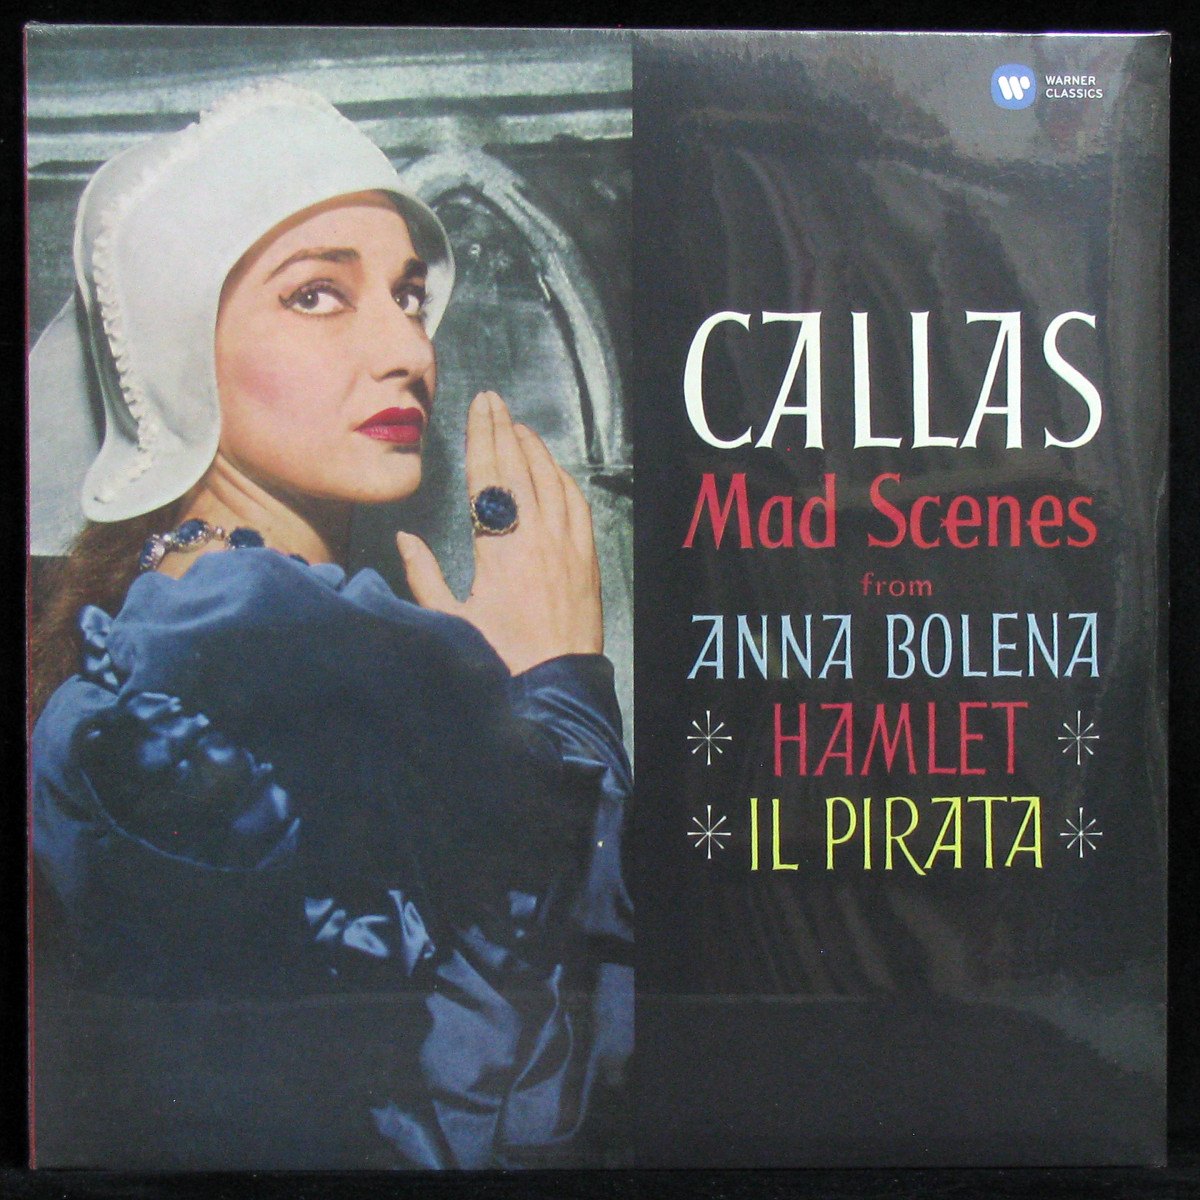 WARNER
CLASSICS
CALLAS
Mad Scenes
from
ANNA BOLENA
HAMLET
IL PIRATA